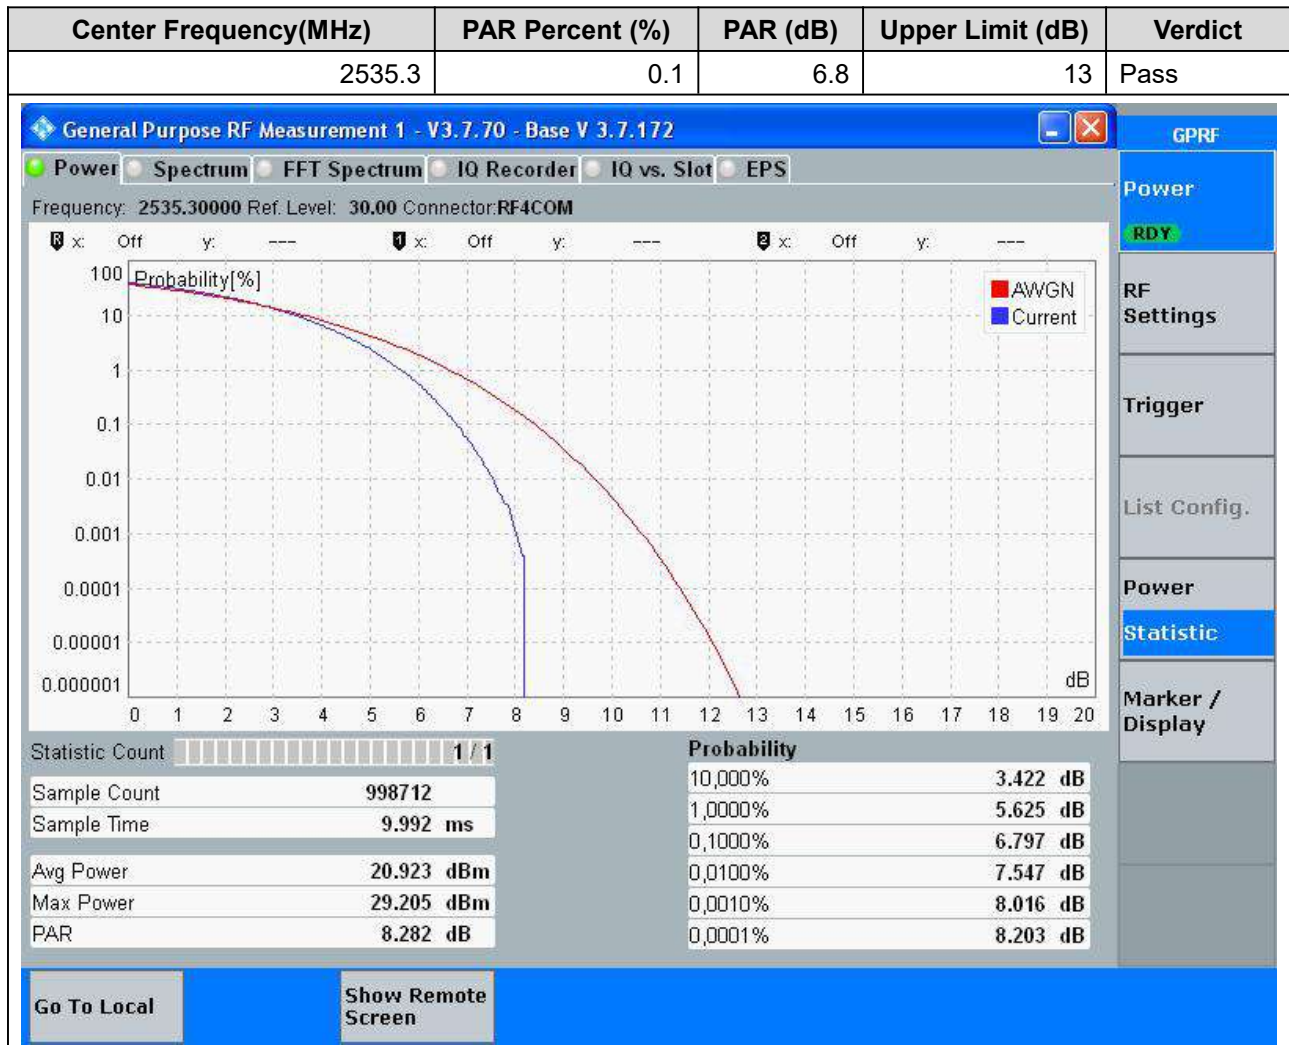 Center Frequency(MHz) PAR Percent (%) PAR (dB) Upper Limit (dB) Verdict
2535.3 0.1 6.8 13 Pass
General Purpose RF Measurement 1 - V3.7.70 - Base V 3.7.172
GPRF
Power Spectrum FFT Spectrum IQ Recorder IQ vs. Slot EPS
Frequency: 2535.30000 Ref. Level: 30.00 Connector:RF4COM
R x: Off y: --- 1 x: Off y: --- 2 x: Off y: ---
Probability[%]
100
10
1
0.1
0.01
0.001
0.0001
0.00001
0.000001
AWGN
Current
dB
0 1 2 3 4 5 6 7 8 9 10 11 12 13 14 15 16 17 18 19 20
Statistic Count 1 / 1
Sample Count 998712
Sample Time 9.992 ms
Avg Power 20.923 dBm
Max Power 29.205 dBm
PAR 8.282 dB
Probability
10,000% 3.422 dB
1,0000% 5.625 dB
0,1000% 6.797 dB
0,0100% 7.547 dB
0,0010% 8.016 dB
0,0001% 8.203 dB
Power
RDY
RF
Settings
Trigger
List Config.
Power
Statistic
Marker /
Display
Go To Local
Show Remote
Screen